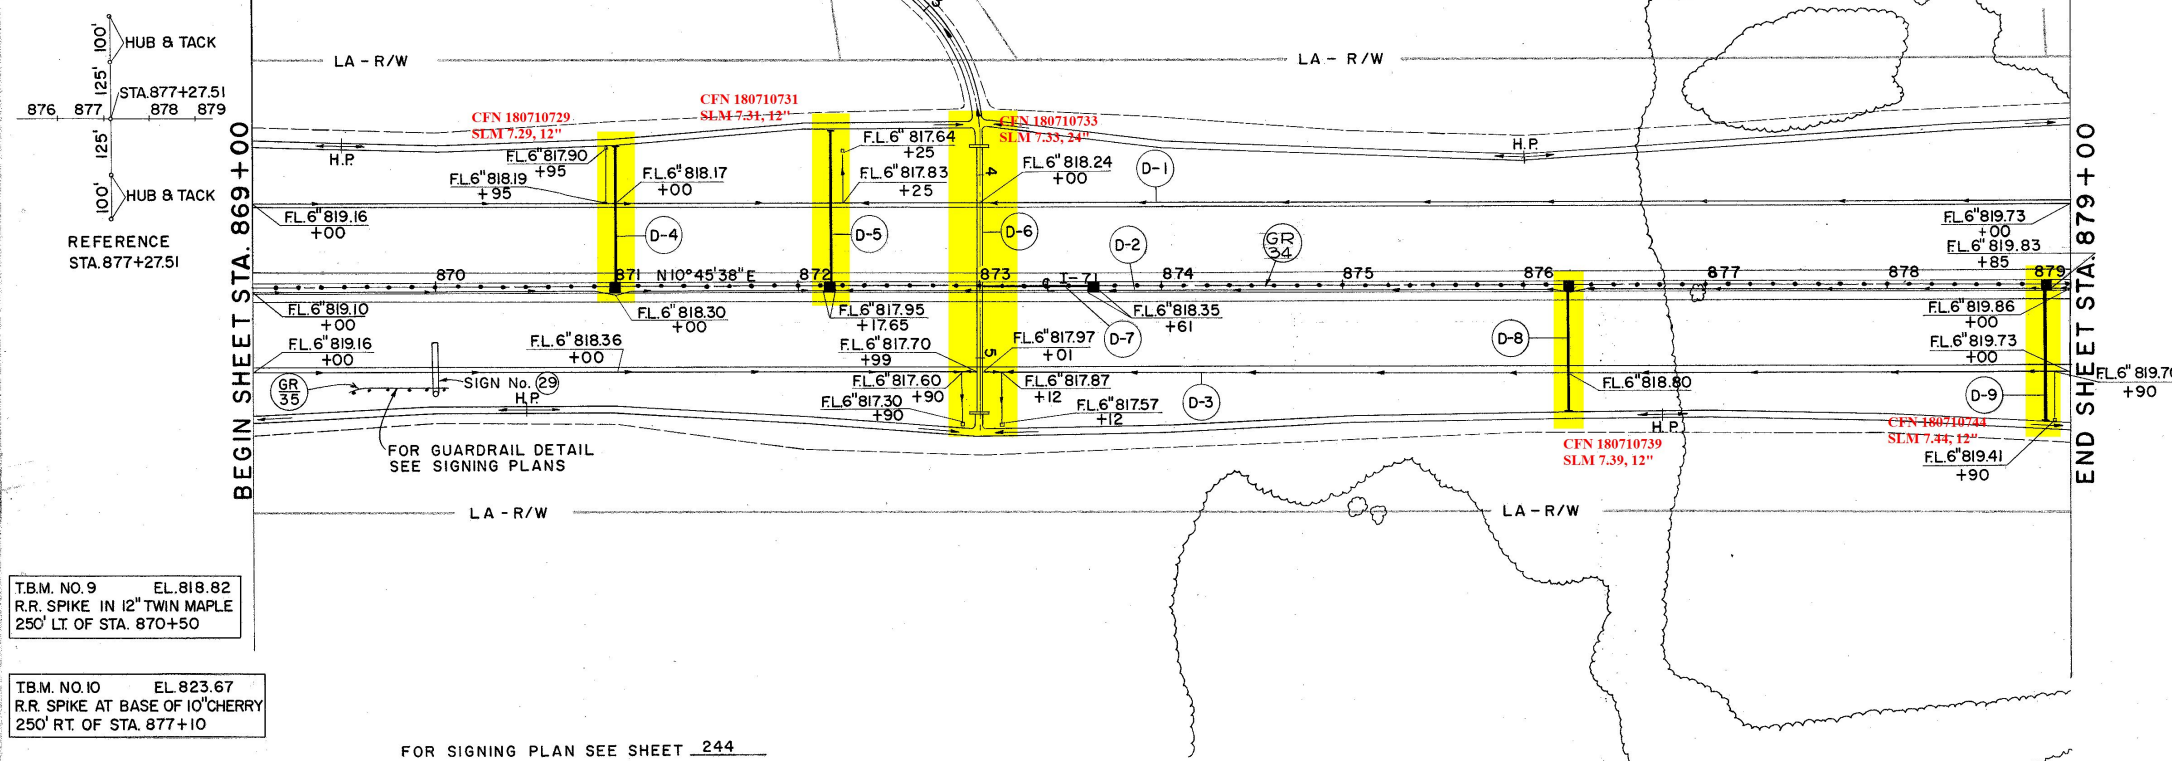 100'
HUB & TACK
125'
STA.877+27.51
876 877 878 879
125'
100'
HUB & TACK
REFERENCE
STA.877+27.51
BEGIN SHEET STA. 869+00
LA - R/W
LA - R/W
CFN 180710729
SLM 7.29, 12"
CFN 180710731
SLM 7.31, 12"
CFN 180710733
SLM 7.33, 24"
H.P.
H.P.
F.L.6"817.90
+95
F.L.6"818.19
+95
F.L.6"818.17
+00
F.L.6"817.64
+25
F.L.6"817.83
+25
4
F.L.6"818.24
+00
D-1
F.L.6"819.16
+00
D-4
D-5
D-6
D-2
GR
34
F.L.6"819.73
+00
F.L.6"819.83
+85
870 871 N10°45'38"E 872 873 ℄ I-71 874 875 876 877 878 879
F.L.6"819.10
+00
F.L.6"818.30
+00
F.L.6"817.95
+17.65
F.L.6"818.35
+61
D-7
F.L.6"819.86
+00
F.L.6"819.16
+00
F.L.6"818.36
+00
F.L.6"817.70
+99
5
F.L.6"817.97
+01
D-8
F.L.6"819.73
+00
GR
35
SIGN No. 29
H.P.
F.L.6"817.60
+90
F.L.6"817.87
+12
F.L.6"818.80
F.L.6"819.70
+90
F.L.6"817.30
+90
F.L.6"817.57
+12
D-3
D-9
H.P.
FOR GUARDRAIL DETAIL
SEE SIGNING PLANS
CFN 180710739
SLM 7.39, 12"
CFN 180710744
SLM 7.44, 12"
F.L.6"819.41
+90
END SHEET STA. 879+00
LA - R/W
LA - R/W
T.B.M. NO. 9 EL.818.82
R.R. SPIKE IN 12" TWIN MAPLE
250' LT. OF STA. 870+50
T.B.M. NO. 10 EL.823.67
R.R. SPIKE AT BASE OF 10"CHERRY
250' RT. OF STA. 877+10
FOR SIGNING PLAN SEE SHEET 244